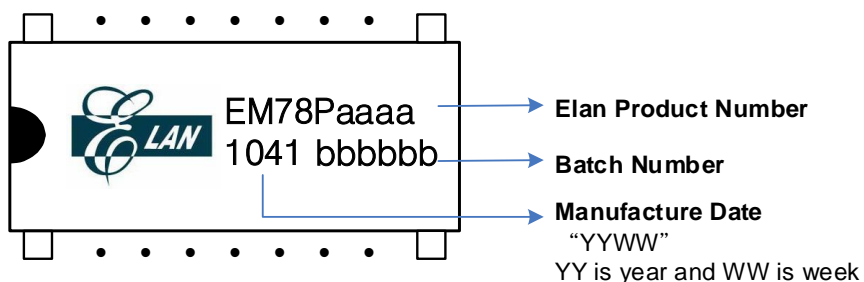 ELAN
EM78Paaaa
1041 bbbbbb
Elan Product Number
Batch Number
Manufacture Date
“YYWW”
YY is year and WW is week